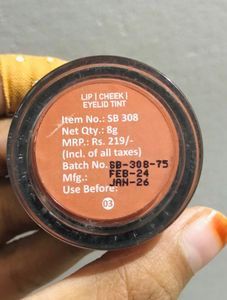 LIP | CHEEK |
EYELID TINT
Item No.: SB 308
Net Qty.: 8g
MRP.: Rs. 219/-
(Incl. of all taxes)
Batch No. SB-308-75
Mfg.: FEB-24
Use Before: JAN-26
03